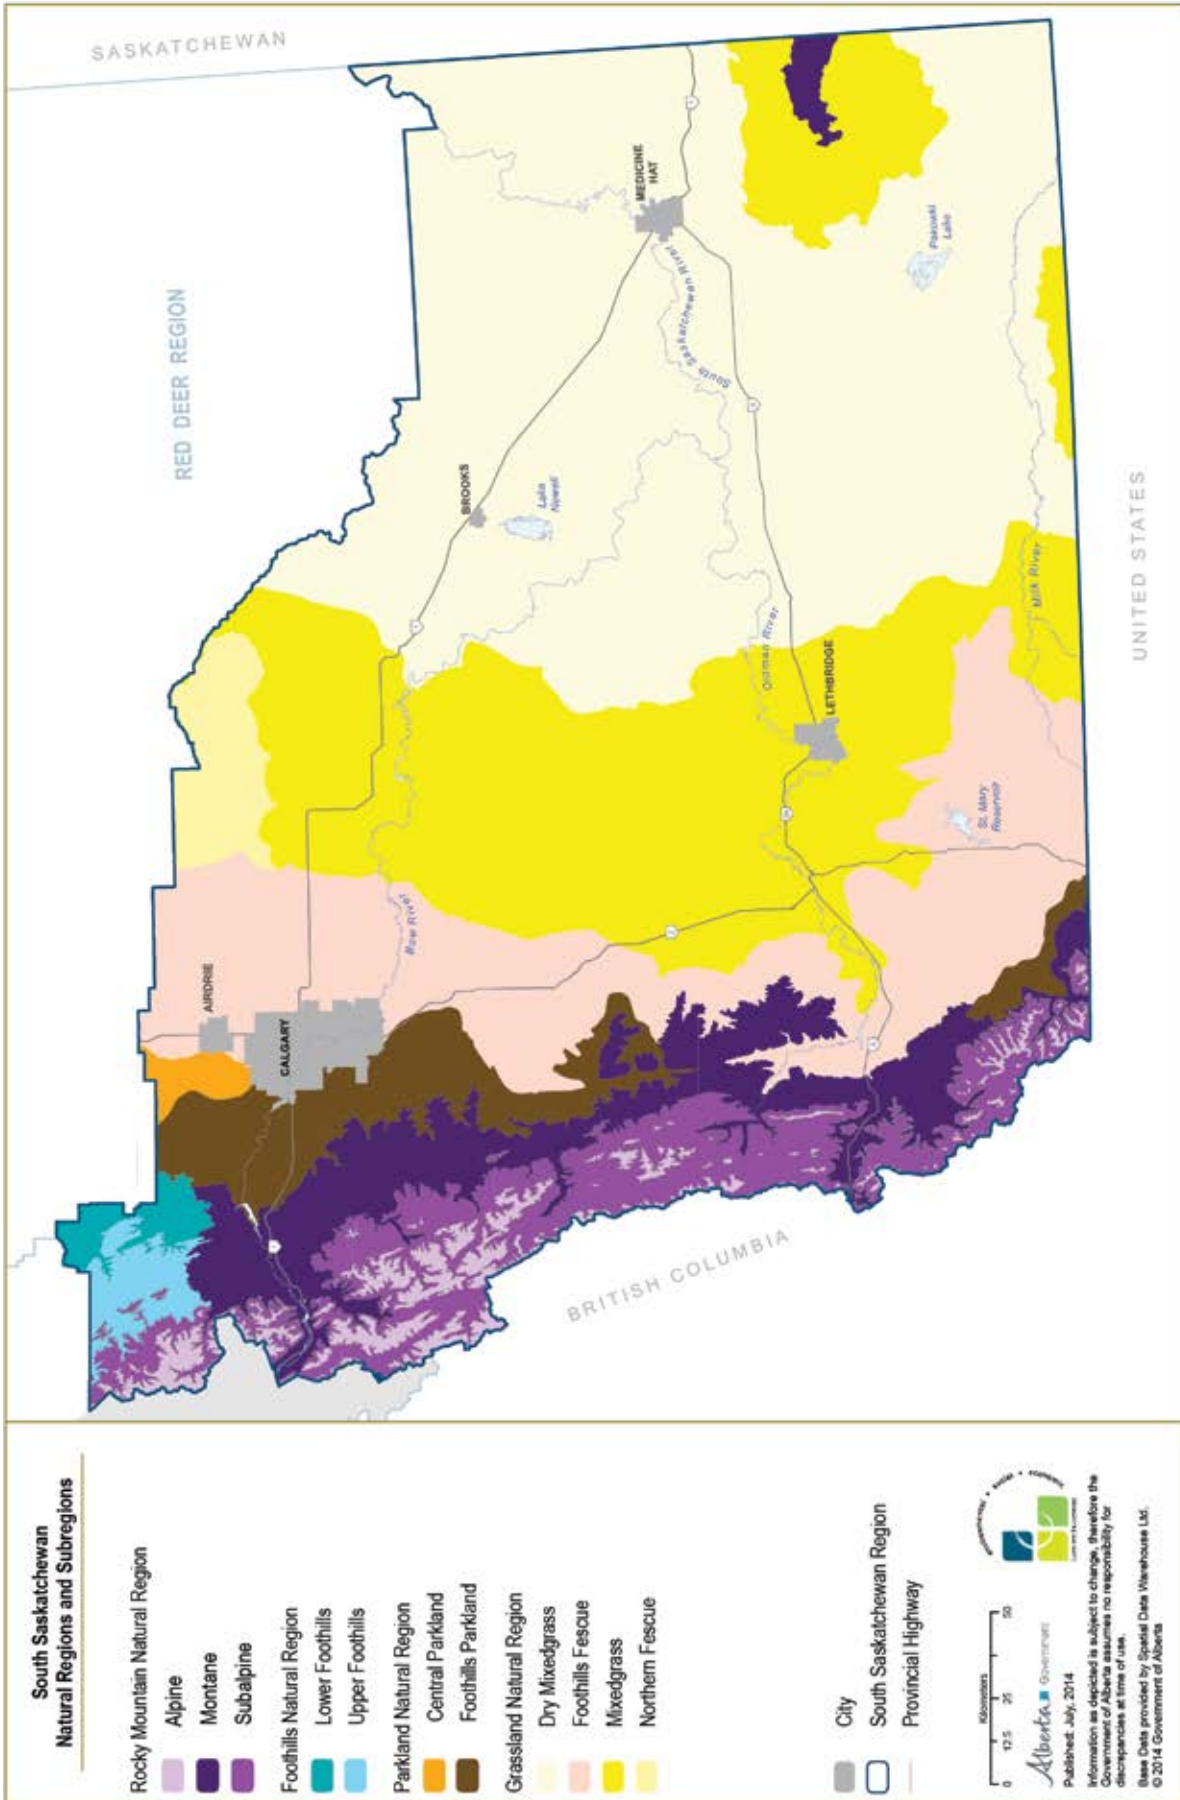 South Saskatchewan
Natural Regions and Subregions
Rocky Mountain Natural Region
Alpine
Montane
Subalpine
Foothills Natural Region
Lower Foothills
Upper Foothills
Parkland Natural Region
Central Parkland
Foothills Parkland
Grassland Natural Region
Dry Mixedgrass
Foothills Fescue
Mixedgrass
Northern Fescue
City
South Saskatchewan Region
Provincial Highway
Kilometers
0 12.5 25 50
Alberta Government
Published: July, 2014
Information as depicted is subject to change, therefore the
Government of Alberta assumes no responsibility for
discrepancies at time of use.
Base Data provided by Spatial Data Warehouse Ltd.
© 2014 Government of Alberta
SASKATCHEWAN
RED DEER REGION
BRITISH COLUMBIA
UNITED STATES
AIRDRIE
CALGARY
Bow River
BROOKS
Lake
Newell
MEDICINE
HAT
South Saskatchewan River
Oldman River
LETHBRIDGE
St. Mary
Reservoir
Milk River
Pakowki
Lake